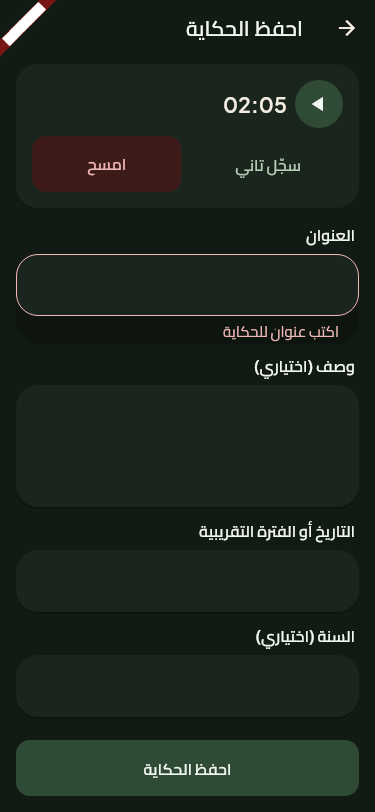 احفظ الحكاية
02:05
سجّل تاني
امسح
العنوان
اكتب عنوان للحكاية
وصف (اختياري)
التاريخ أو الفترة التقريبية
السنة (اختياري)
احفظ الحكاية